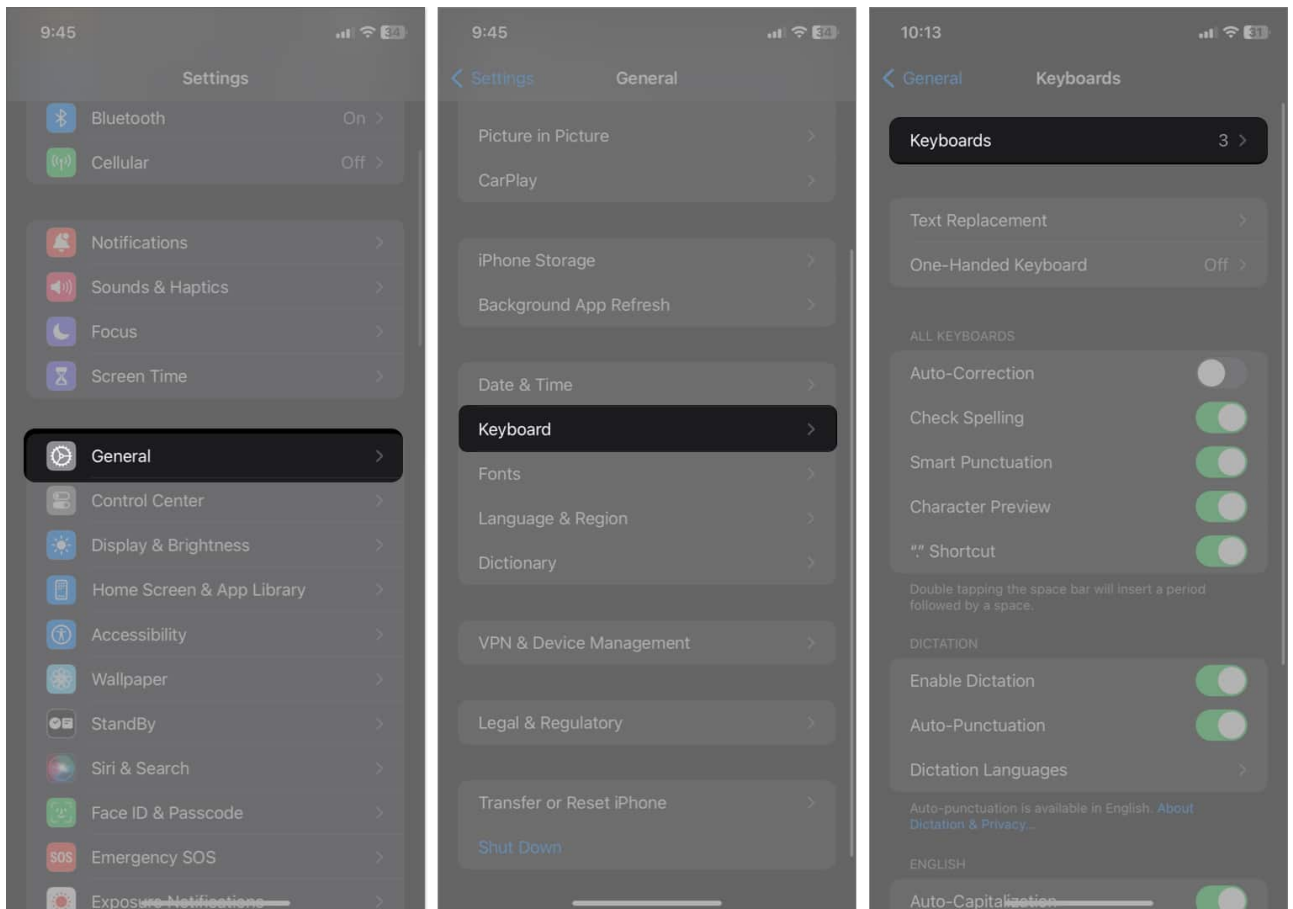 9:45
34
Settings
Bluetooth On
Cellular Off
Notifications
Sounds & Haptics
Focus
Screen Time
General
Control Center
Display & Brightness
Home Screen & App Library
Accessibility
Wallpaper
StandBy
Siri & Search
Face ID & Passcode
SOS Emergency SOS
Exposure Notifications
9:45
34
Settings General
Picture in Picture
CarPlay
iPhone Storage
Background App Refresh
Date & Time
Keyboard
Fonts
Language & Region
Dictionary
VPN & Device Management
Legal & Regulatory
Transfer or Reset iPhone
Shut Down
10:13
31
General Keyboards
Keyboards 3
Text Replacement
One-Handed Keyboard Off
ALL KEYBOARDS
Auto-Correction
Check Spelling
Smart Punctuation
Character Preview
“.” Shortcut
Double tapping the space bar will insert a period
followed by a space.
DICTATION
Enable Dictation
Auto-Punctuation
Dictation Languages
Auto-punctuation is available in English. About
Dictation & Privacy...
ENGLISH
Auto-Capitalization